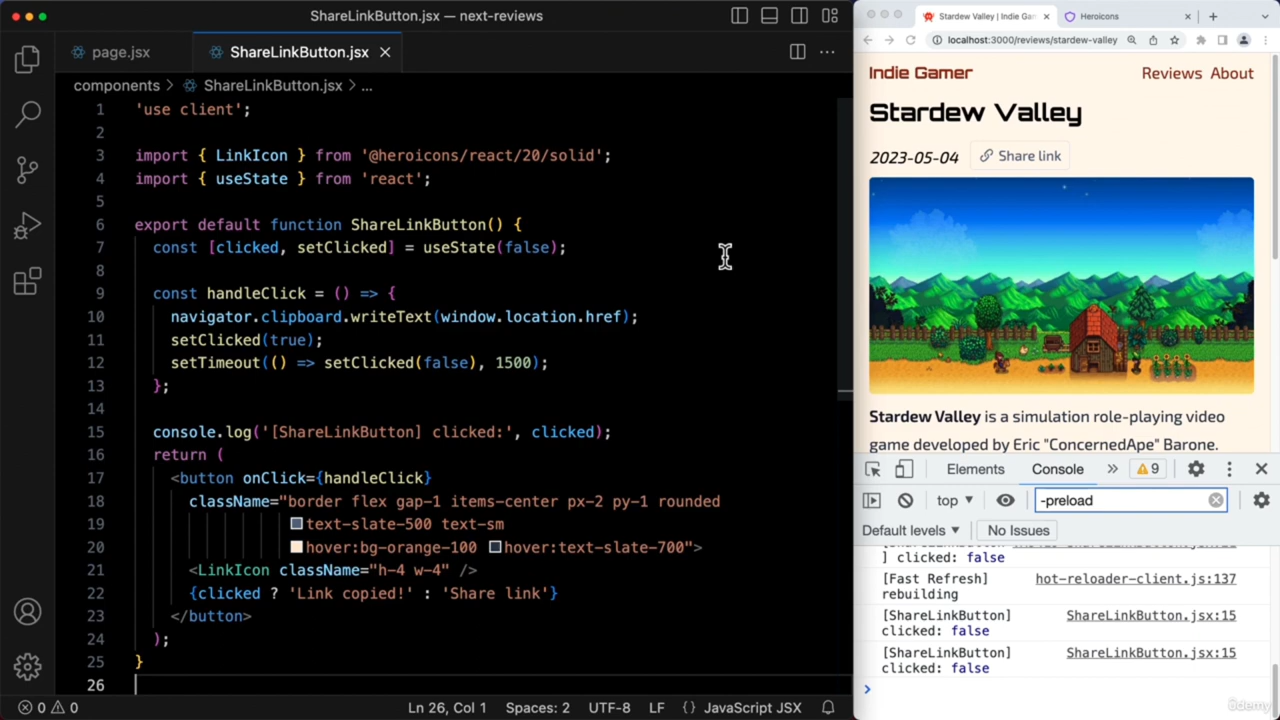 ShareLinkButton.jsx — next-reviews
page.jsx
ShareLinkButton.jsx
components > ShareLinkButton.jsx > ...
1 'use client';
2
3 import { LinkIcon } from '@heroicons/react/20/solid';
4 import { useState } from 'react';
5
6 export default function ShareLinkButton() {
7 const [clicked, setClicked] = useState(false);
8
9 const handleClick = () => {
10 navigator.clipboard.writeText(window.location.href);
11 setClicked(true);
12 setTimeout(() => setClicked(false), 1500);
13 };
14
15 console.log('[ShareLinkButton] clicked:', clicked);
16 return (
17 <button onClick={handleClick}
18 className="border flex gap-1 items-center px-2 py-1 rounded
19 text-slate-500 text-sm
20 hover:bg-orange-100 hover:text-slate-700">
21 <LinkIcon className="h-4 w-4" />
22 {clicked ? 'Link copied!' : 'Share link'}
23 </button>
24 );
25 }
26
0 0
Ln 26, Col 1 Spaces: 2 UTF-8 LF {} JavaScript JSX
Stardew Valley | Indie Gam
Heroicons
localhost:3000/reviews/stardew-valley
Indie Gamer
Reviews About
Stardew Valley
2023-05-04 Share link
Stardew Valley is a simulation role-playing video
game developed by Eric "ConcernedApe" Barone.
Elements Console 9
top -preload
Default levels No Issues
] clicked: false
[Fast Refresh] hot-reloader-client.js:137
rebuilding
[ShareLinkButton] ShareLinkButton.jsx:15
clicked: false
[ShareLinkButton] ShareLinkButton.jsx:15
clicked: false
>
ûdemy